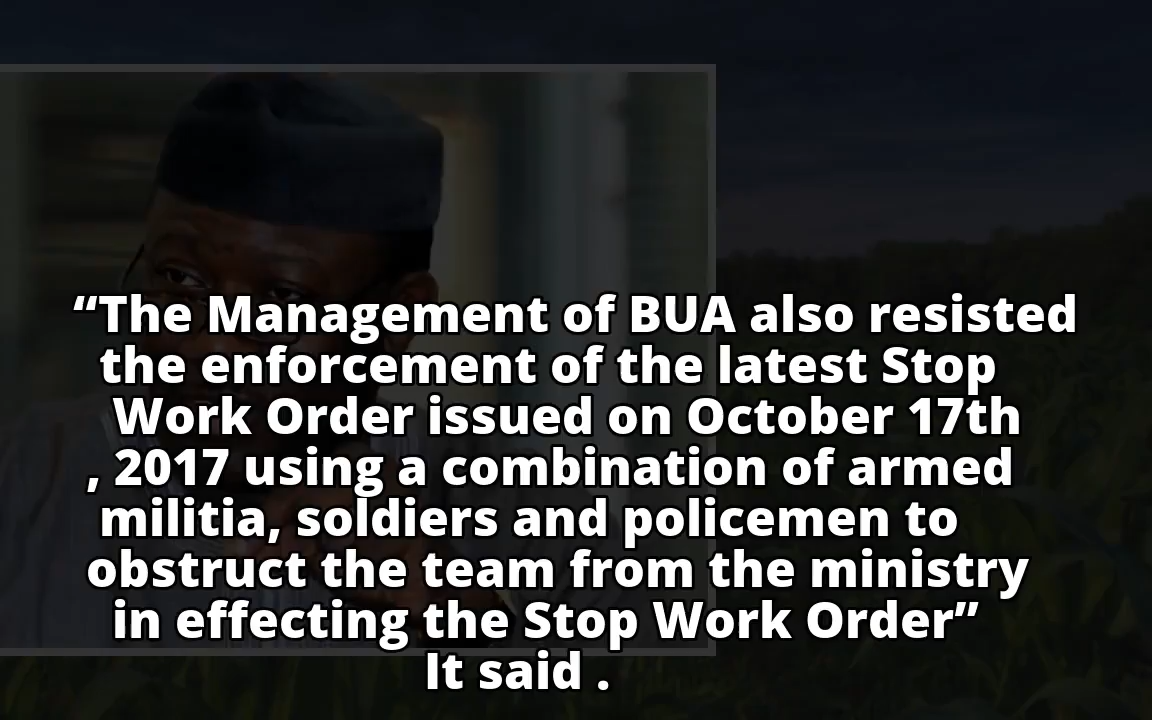 “The Management of BUA also resisted
the enforcement of the latest Stop
Work Order issued on October 17th
, 2017 using a combination of armed
militia, soldiers and policemen to
obstruct the team from the ministry
in effecting the Stop Work Order”
It said .